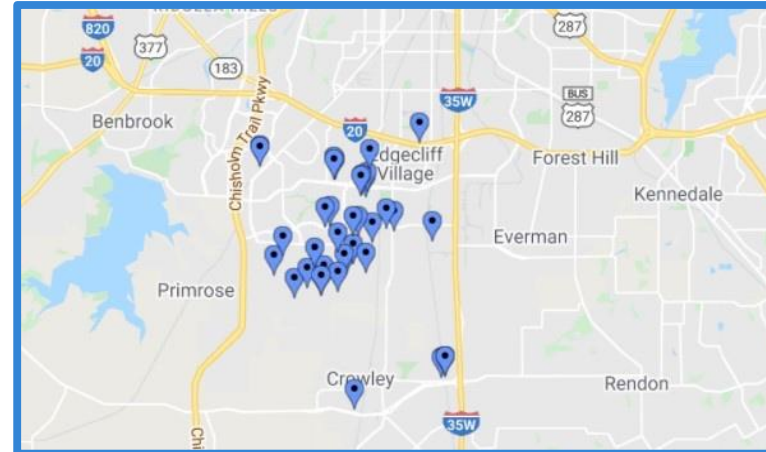 820
377
20
183
Benbrook
Chisholm Trail Pkwy
20
35W
287
BUS
287
Edgecliff
Village
Forest Hill
Kennedale
Everman
Primrose
Crowley
Rendon
35W
Chi